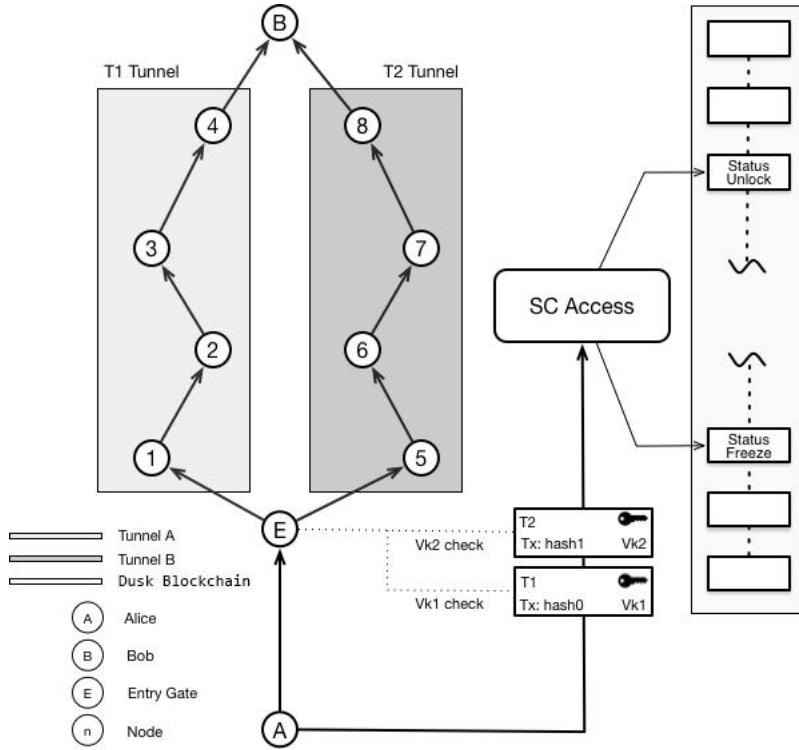 B
T1 Tunnel
T2 Tunnel
4
8
Status
Unlock
3
7
SC Access
2
6
Status
Freeze
1
5
E
T2
Tx: hash1 Vk2
Vk2 check
T1
Tx: hash0 Vk1
Vk1 check
Tunnel A
Tunnel B
Dusk Blockchain
A Alice
B Bob
E Entry Gate
n Node
A